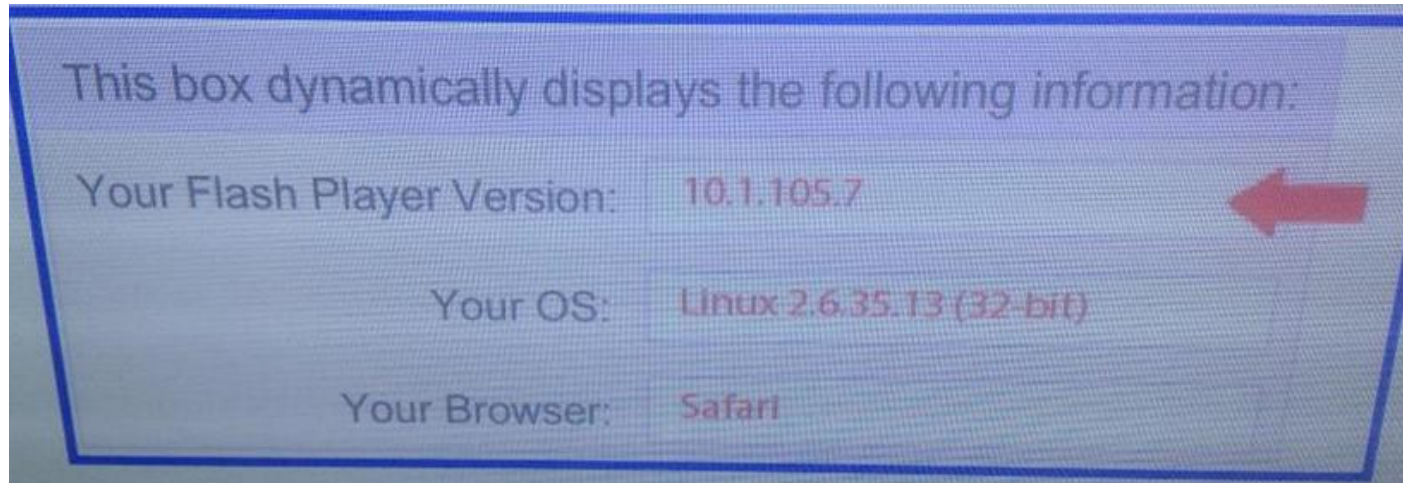 This box dynamically displays the following information:
Your Flash Player Version: 10.1.105.7
Your OS: Linux 2.6.35.13 (32-bit)
Your Browser: Safari